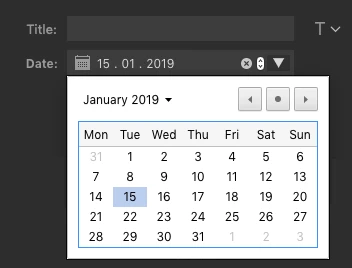 Title:
T
Date: 15 . 01 . 2019
January 2019
Mon Tue Wed Thu Fri Sat Sun
31 1 2 3 4 5 6
7 8 9 10 11 12 13
14 15 16 17 18 19 20
21 22 23 24 25 26 27
28 29 30 31 1 2 3